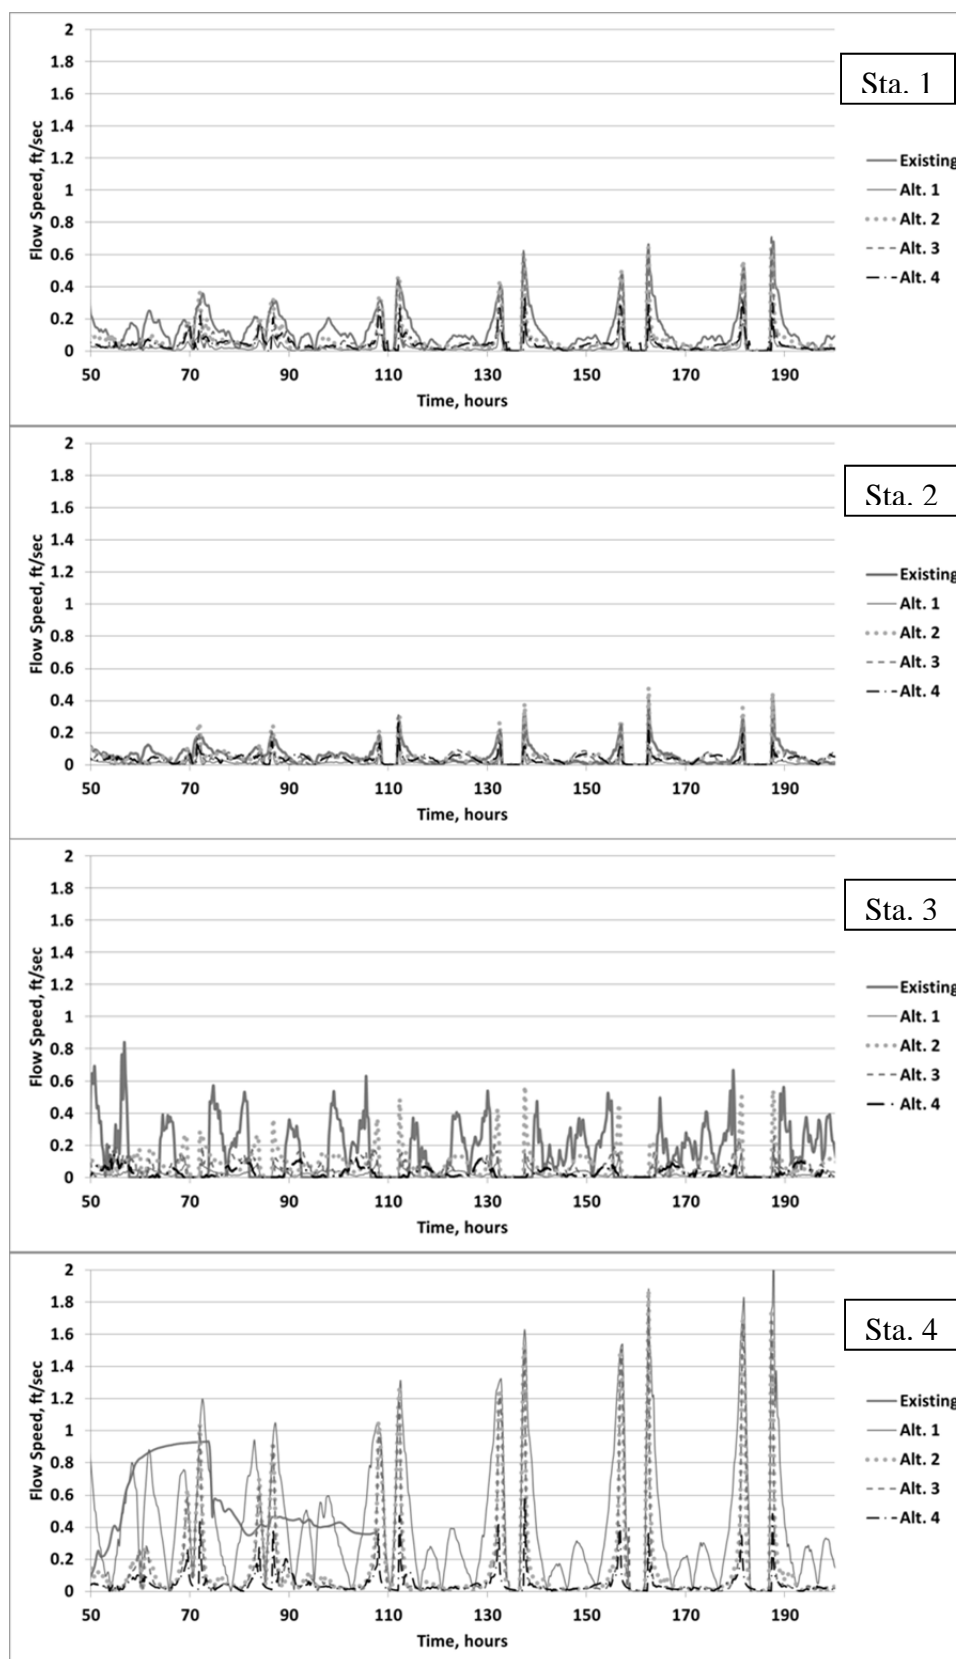 2
1.8
1.6
1.4
1.2
1
0.8
0.6
0.4
0.2
0
Flow Speed, ft/sec
50 70 90 110 130 150 170 190
Time, hours
Sta. 1
Existing
Alt. 1
Alt. 2
Alt. 3
Alt. 4
2
1.8
1.6
1.4
1.2
1
0.8
0.6
0.4
0.2
0
Flow Speed, ft/sec
50 70 90 110 130 150 170 190
Time, hours
Sta. 2
Existing
Alt. 1
Alt. 2
Alt. 3
Alt. 4
2
1.8
1.6
1.4
1.2
1
0.8
0.6
0.4
0.2
0
Flow Speed, ft/sec
50 70 90 110 130 150 170 190
Time, hours
Sta. 3
Existing
Alt. 1
Alt. 2
Alt. 3
Alt. 4
2
1.8
1.6
1.4
1.2
1
0.8
0.6
0.4
0.2
0
Flow Speed, ft/sec
50 70 90 110 130 150 170 190
Time, hours
Sta. 4
Existing
Alt. 1
Alt. 2
Alt. 3
Alt. 4